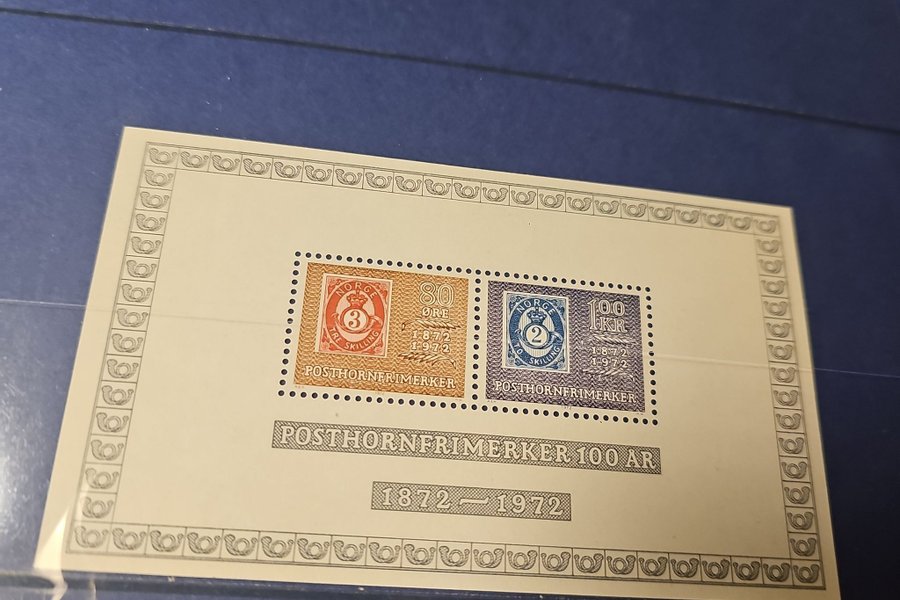 NORGE
3
TRE SKILLING
80
ØRE
1872
1972
POSTHORNFRIMERKER
NORGE
2
TO SKILLING
100
1 KR
1872
1972
POSTHORNFRIMERKER
POSTHORNFRIMERKER 100 ÅR
1872 — 1972